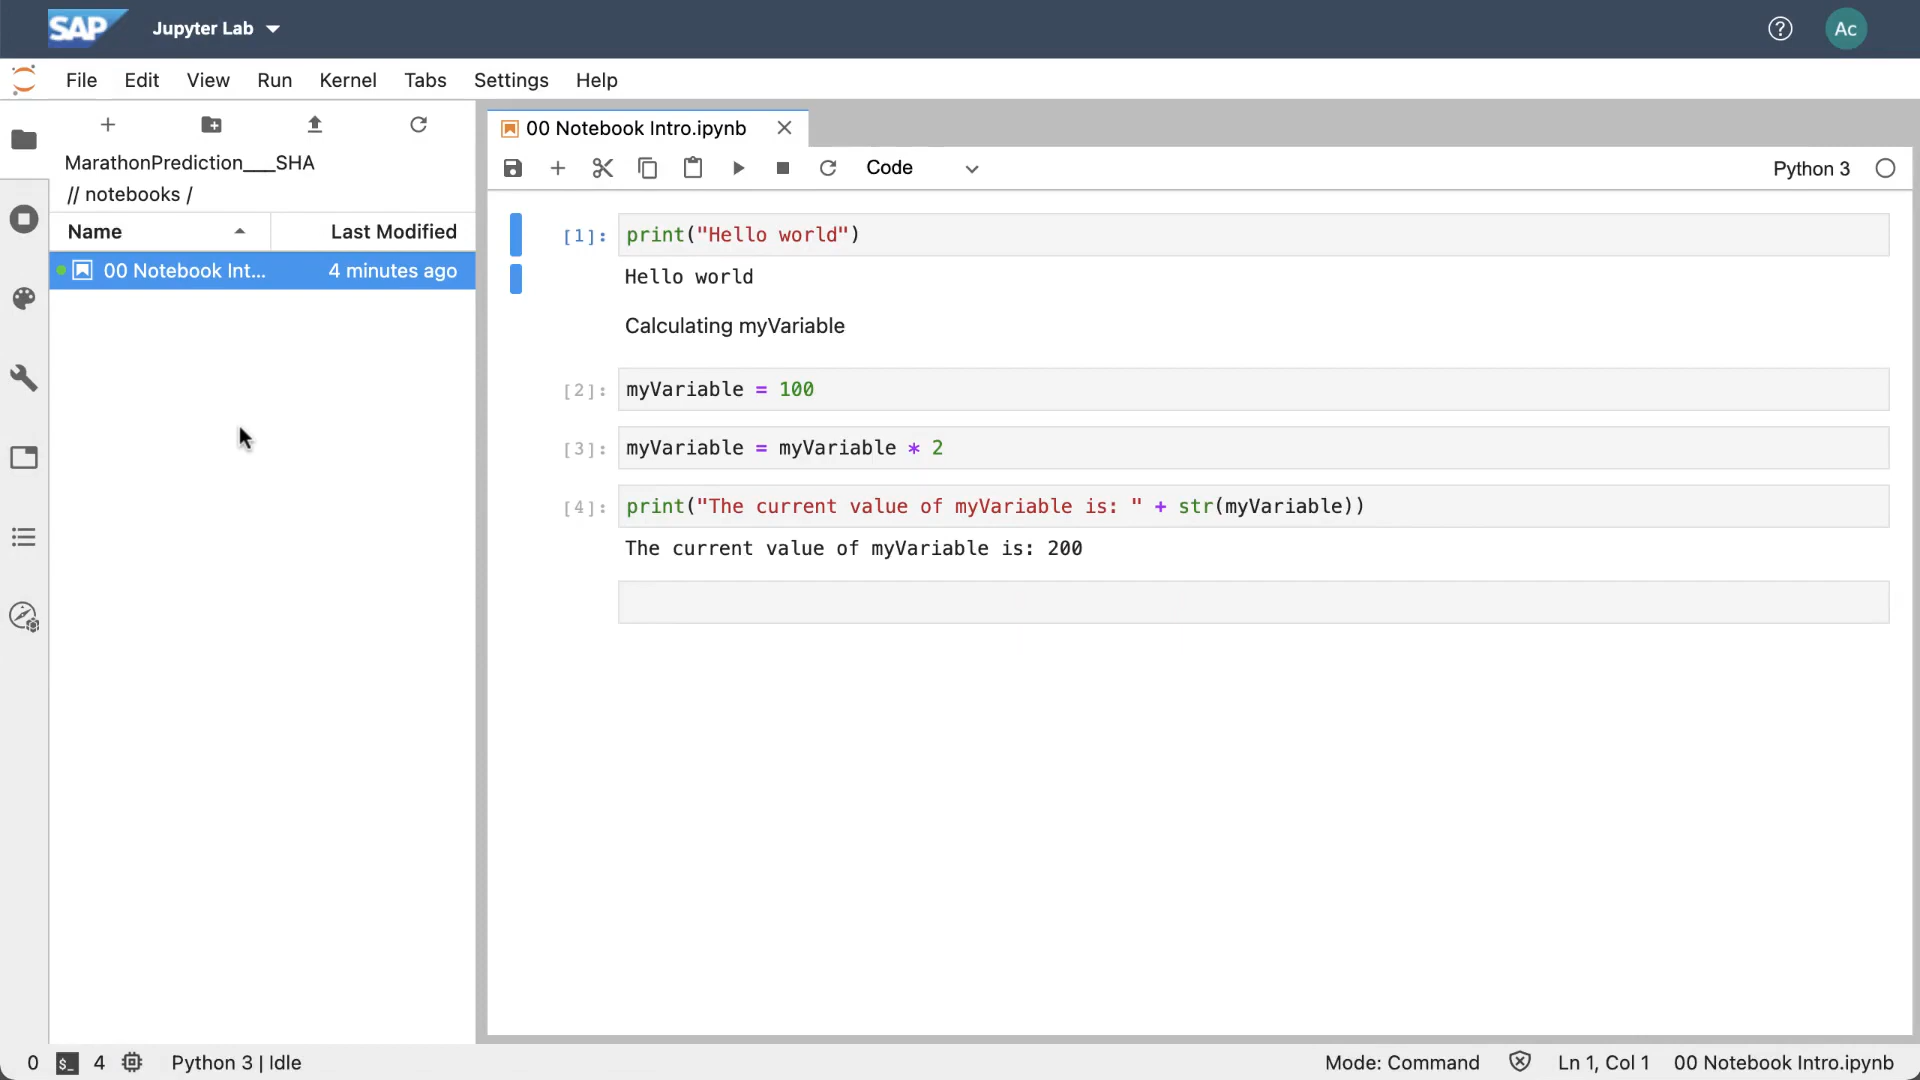 SAP Jupyter Lab Ac
File Edit View Run Kernel Tabs Settings Help
MarathonPrediction___SHA
// notebooks /
Name Last Modified
00 Notebook Int... 4 minutes ago
00 Notebook Intro.ipynb
Code Python 3
[1]: print("Hello world")
Hello world
Calculating myVariable
[2]: myVariable = 100
[3]: myVariable = myVariable * 2
[4]: print("The current value of myVariable is: " + str(myVariable))
The current value of myVariable is: 200
0 $_ 4 Python 3 | Idle Mode: Command Ln 1, Col 1 00 Notebook Intro.ipynb